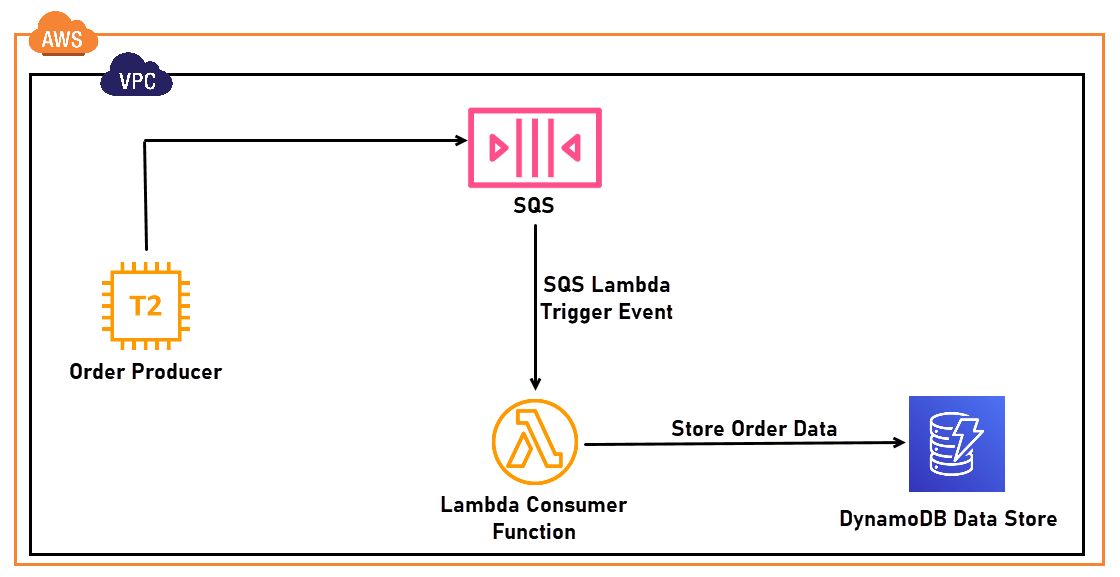 AWS
VPC
SQS
SQS Lambda
Trigger Event
T2
Order Producer
Store Order Data
Lambda Consumer
Function
DynamoDB Data Store